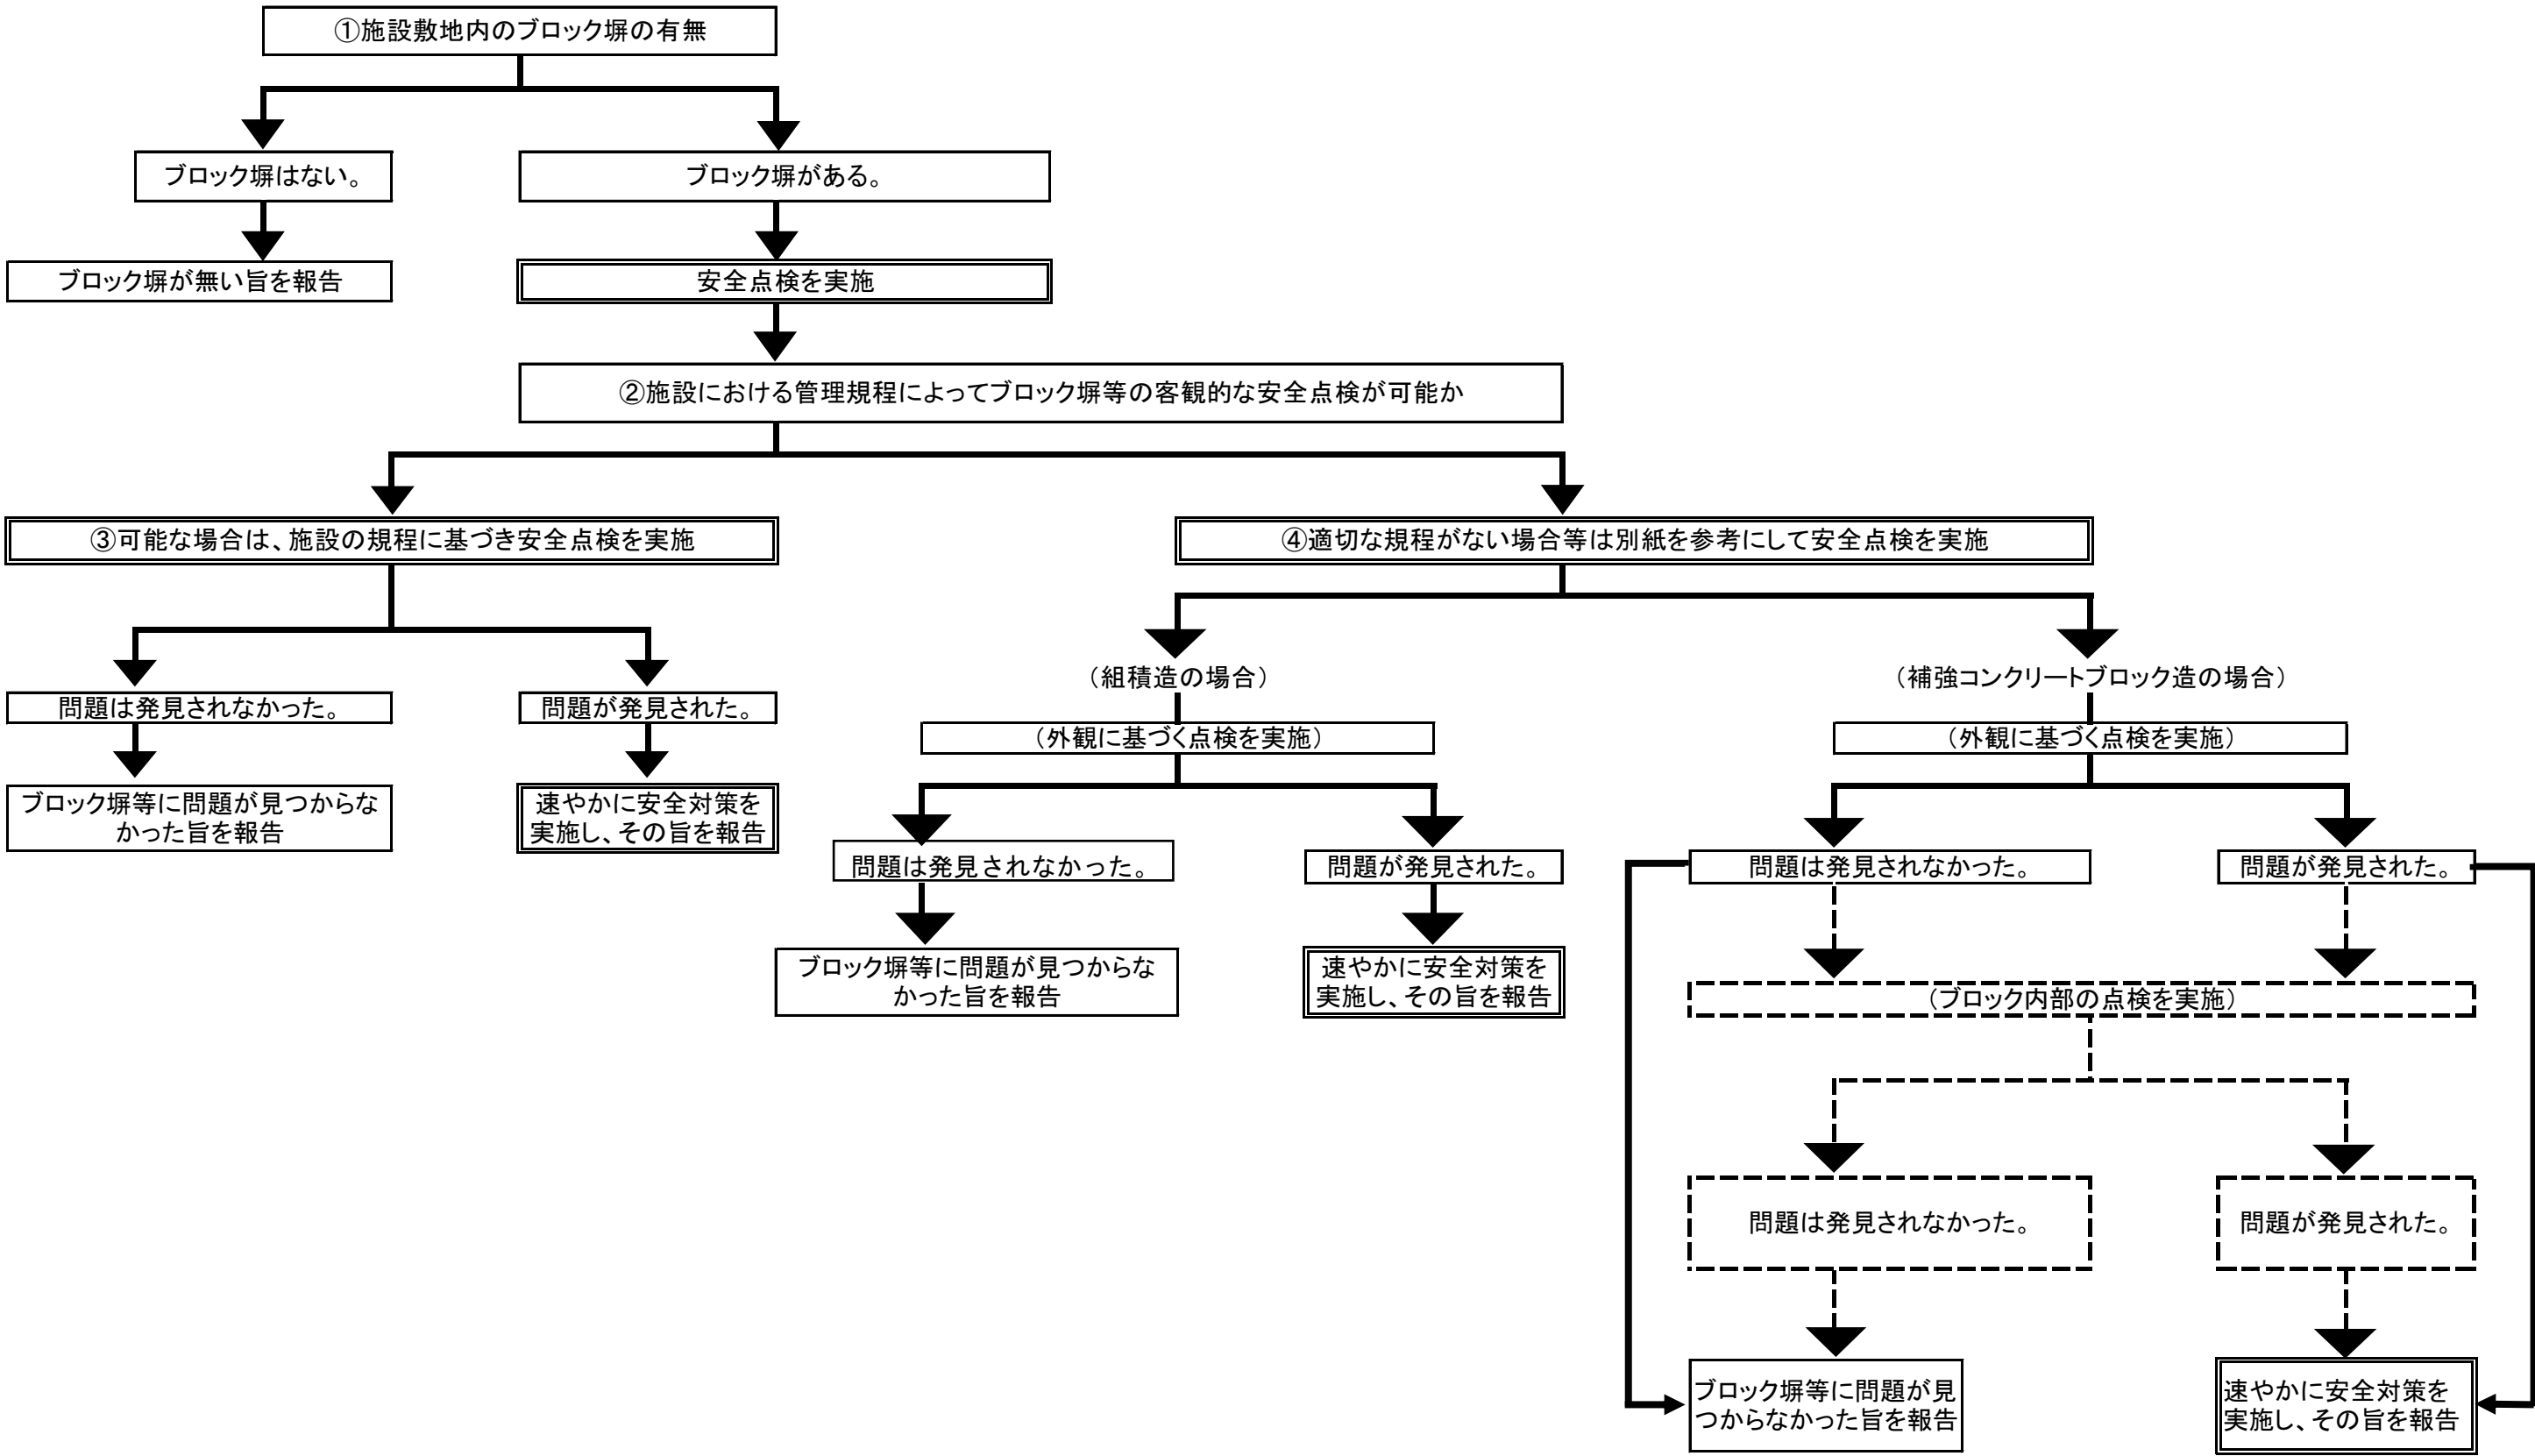 ①施設敷地内のブロック塀の有無
ブロック塀はない。
ブロック塀がある。
ブロック塀が無い旨を報告
安全点検を実施
②施設における管理規程によってブロック塀等の客観的な安全点検が可能か
③可能な場合は、施設の規程に基づき安全点検を実施
④適切な規程がない場合等は別紙を参考にして安全点検を実施
（組積造の場合）
（補強コンクリートブロック造の場合）
問題は発見されなかった。
問題が発見された。
（外観に基づく点検を実施）
（外観に基づく点検を実施）
ブロック塀等に問題が見つからな
かった旨を報告
速やかに安全対策を
実施し、その旨を報告
問題は発見されなかった。
問題が発見された。
問題は発見されなかった。
問題が発見された。
ブロック塀等に問題が見つからな
かった旨を報告
速やかに安全対策を
実施し、その旨を報告
（ブロック内部の点検を実施）
問題は発見されなかった。
問題が発見された。
ブロック塀等に問題が見
つからなかった旨を報告
速やかに安全対策を
実施し、その旨を報告